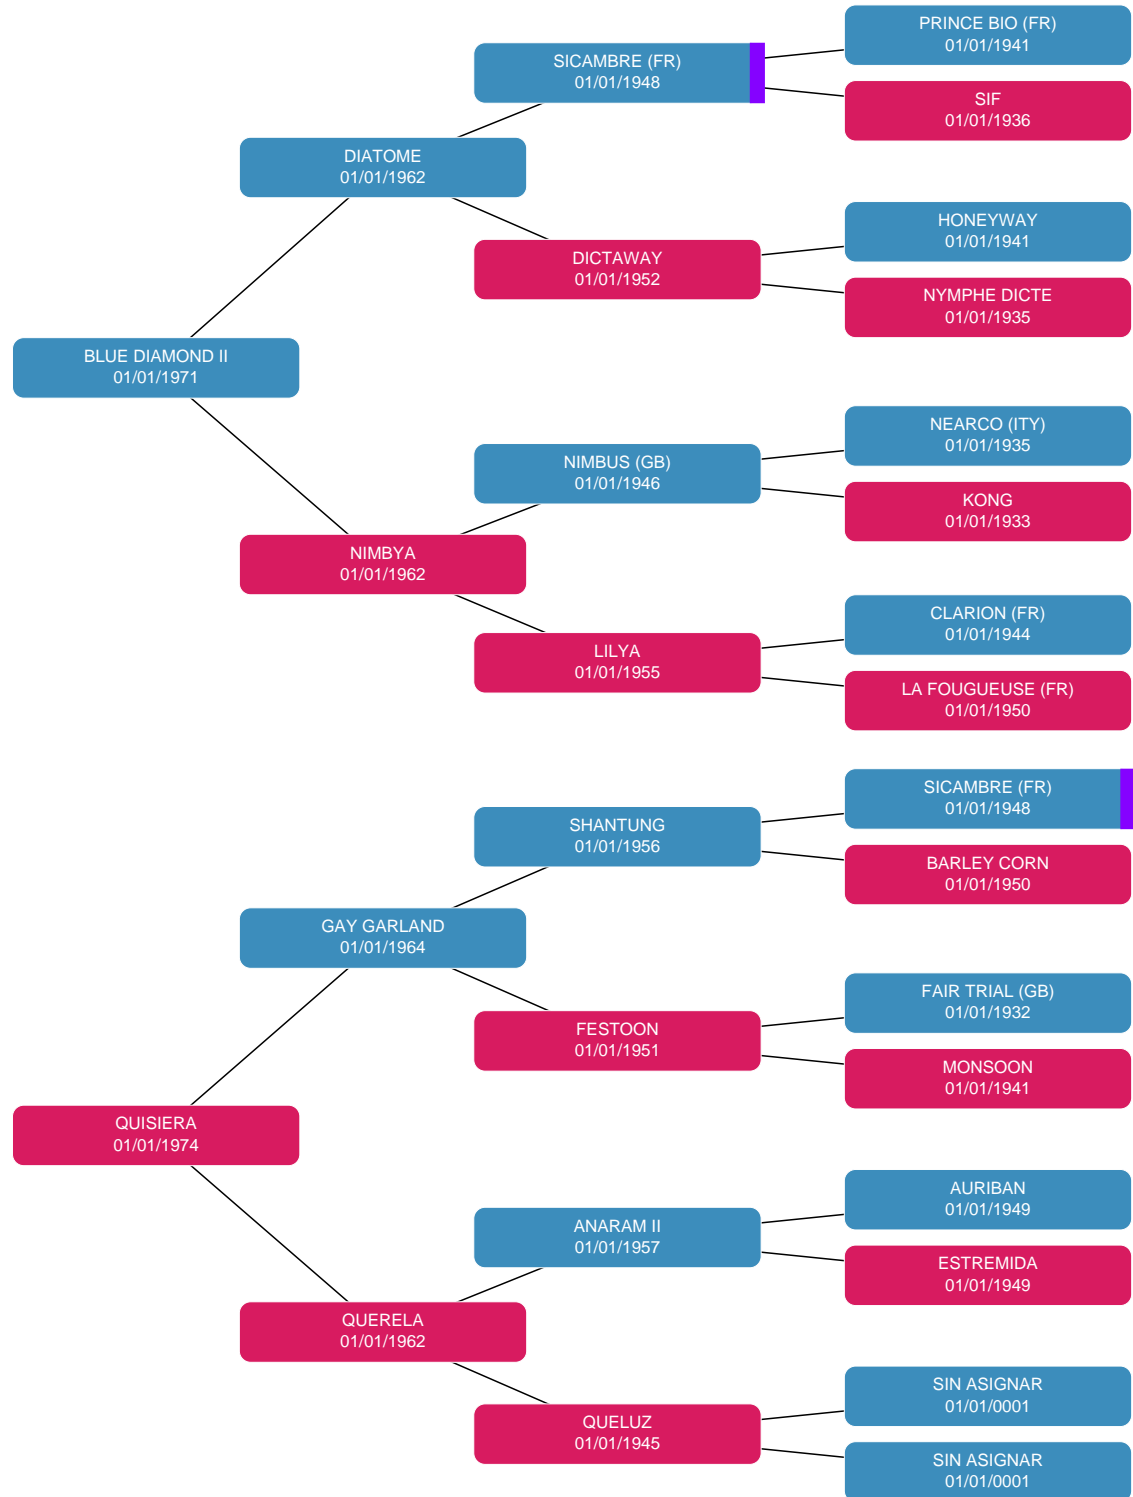 PRINCE BIO (FR)
01/01/1941
SICAMBRE (FR)
01/01/1948
SIF
01/01/1936
DIATOME
01/01/1962
HONEYWAY
01/01/1941
DICTAWAY
01/01/1952
NYMPHE DICTE
01/01/1935
BLUE DIAMOND II
01/01/1971
NEARCO (ITY)
01/01/1935
NIMBUS (GB)
01/01/1946
KONG
01/01/1933
NIMBYA
01/01/1962
CLARION (FR)
01/01/1944
LILYA
01/01/1955
LA FOUGUEUSE (FR)
01/01/1950
SICAMBRE (FR)
01/01/1948
SHANTUNG
01/01/1956
BARLEY CORN
01/01/1950
GAY GARLAND
01/01/1964
FAIR TRIAL (GB)
01/01/1932
FESTOON
01/01/1951
MONSOON
01/01/1941
QUISIERA
01/01/1974
AURIBAN
01/01/1949
ANARAM II
01/01/1957
ESTREMIDA
01/01/1949
QUERELA
01/01/1962
SIN ASIGNAR
01/01/0001
QUELUZ
01/01/1945
SIN ASIGNAR
01/01/0001